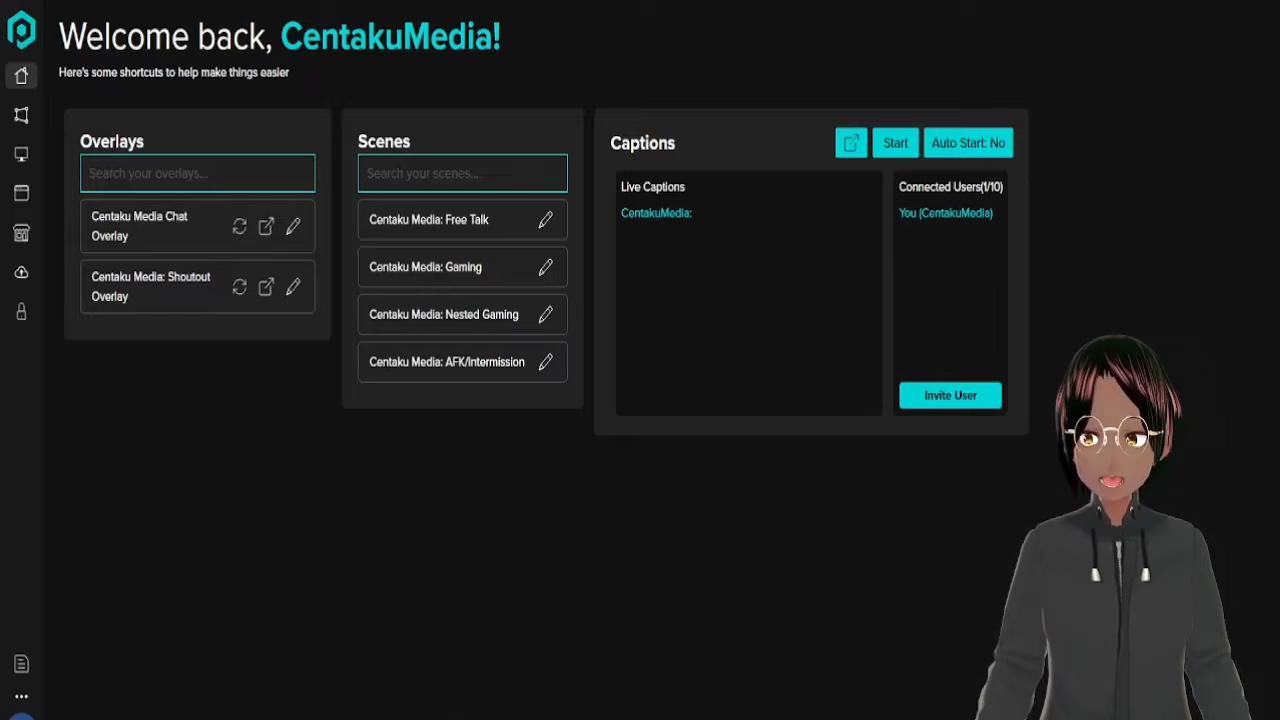 Welcome back, CentakuMedia!
Here's some shortcuts to help make things easier
Overlays
Search your overlays...
Centaku Media Chat
Overlay
Centaku Media: Shoutout
Overlay
Scenes
Search your scenes...
Centaku Media: Free Talk
Centaku Media: Gaming
Centaku Media: Nested Gaming
Centaku Media: AFK/Intermission
Captions
Start
Auto Start: No
Live Captions
CentakuMedia:
Connected Users(1/10)
You (CentakuMedia)
Invite User